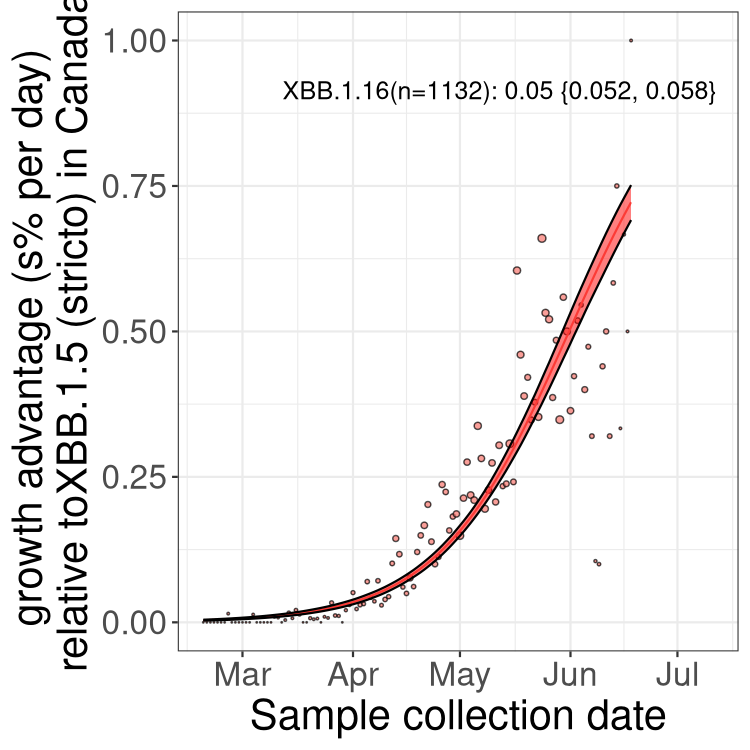 growth advantage (s% per day)
relative toXBB.1.5 (stricto) in Canada
1.00
0.75
0.50
0.25
0.00
XBB.1.16(n=1132): 0.05 {0.052, 0.058}
Mar Apr May Jun Jul
Sample collection date